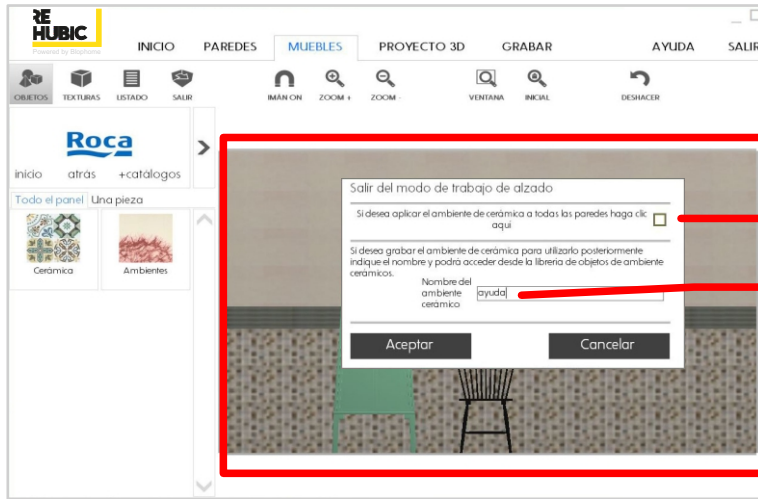 RE
HUBIC
Powered by Bisphome
INICIO PAREDES MUEBLES PROYECTO 3D GRABAR AYUDA SALIR
OBJETOS TEXTURAS LISTADO SALIR IMÁN ON ZOOM + ZOOM - VENTANA INICIAL DESHACER
Roca
inicio atrás +catálogos
Todo el panel Una pieza
Cerámica Ambientes
Salir del modo de trabajo de alzado
Si desea aplicar el ambiente de cerámica a todas las paredes haga clic
aqui
Si desea grabar el ambiente de cerámica para utilizarlo posteriormente
indique el nombre y podrá acceder desde la libreria de objetos de ambiente
cerámicos.
Nombre del
ambiente
cerámico
ayuda
Aceptar Cancelar